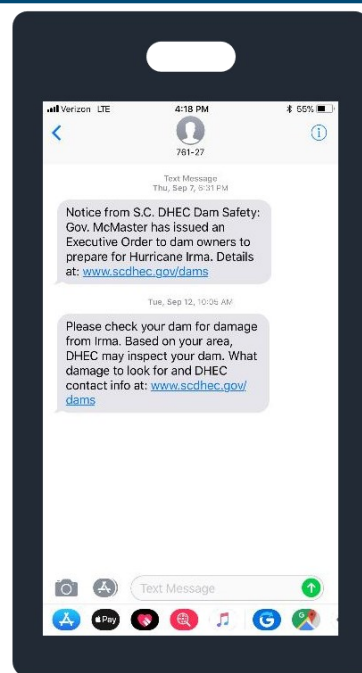 Verizon LTE
4:18 PM
55%
761-27
Text Message
Thu, Sep 7, 6:31 PM
Notice from S.C. DHEC Dam Safety:
Gov. McMaster has issued an
Executive Order to dam owners to
prepare for Hurricane Irma. Details
at: www.scdhec.gov/dams
Tue, Sep 12, 10:05 AM
Please check your dam for damage
from Irma. Based on your area,
DHEC may inspect your dam. What
damage to look for and DHEC
contact info at: www.scdhec.gov/
dams
Text Message
Pay
G
G